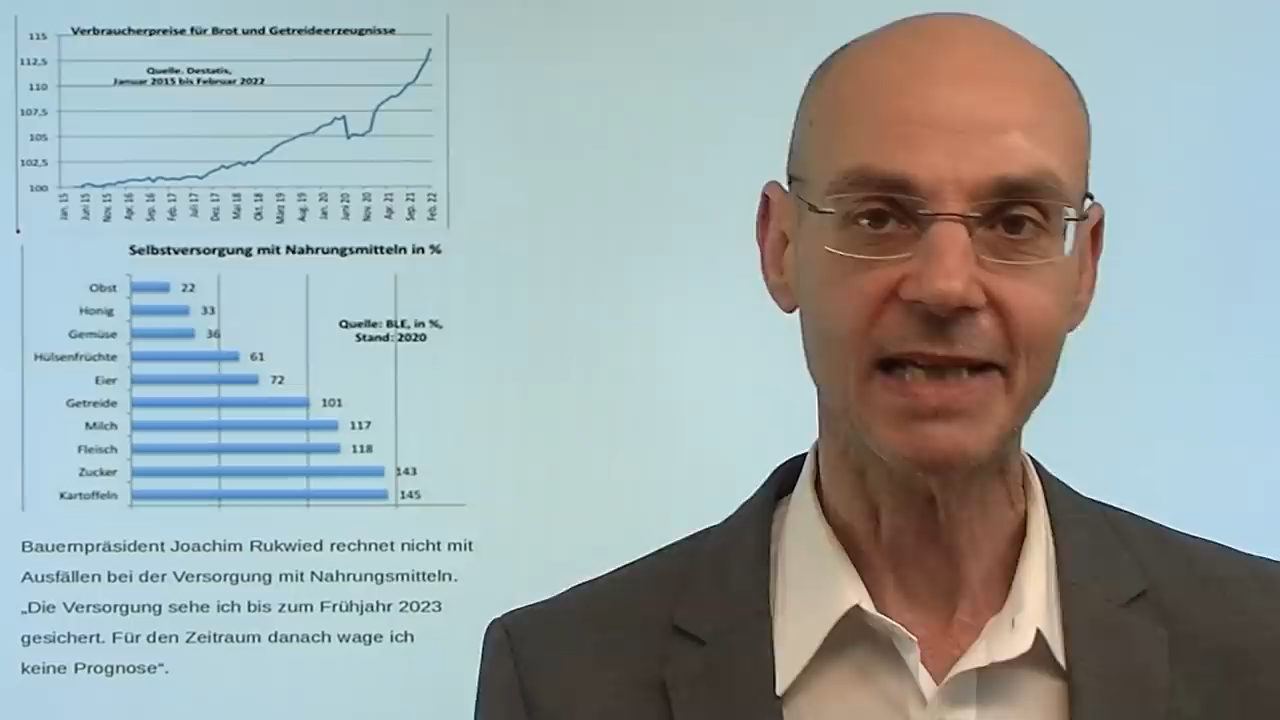 Verbraucherpreise für Brot und Getreideerzeugnisse
115
112,5
110
107,5
105
102,5
100
Quelle. Destatis,
Januar 2015 bis Februar 2022
Jan. 15
Juni 15
Nov. 15
Apr. 16
Sep. 16
Feb. 17
Juli 17
Dez. 17
Mai 18
Okt. 18
März 19
Aug. 19
Jan. 20
Juni 20
Nov. 20
Apr. 21
Sep. 21
Feb. 22
Selbstversorgung mit Nahrungsmitteln in %
Obst 22
Honig 33
Gemüse 36
Hülsenfrüchte 61
Eier 72
Getreide 101
Milch 117
Fleisch 118
Zucker 143
Kartoffeln 145
Quelle: BLE, in %,
Stand: 2020
Bauernpräsident Joachim Rukwied rechnet nicht mit
Ausfällen bei der Versorgung mit Nahrungsmitteln.
„Die Versorgung sehe ich bis zum Frühjahr 2023
gesichert. Für den Zeitraum danach wage ich
keine Prognose“.